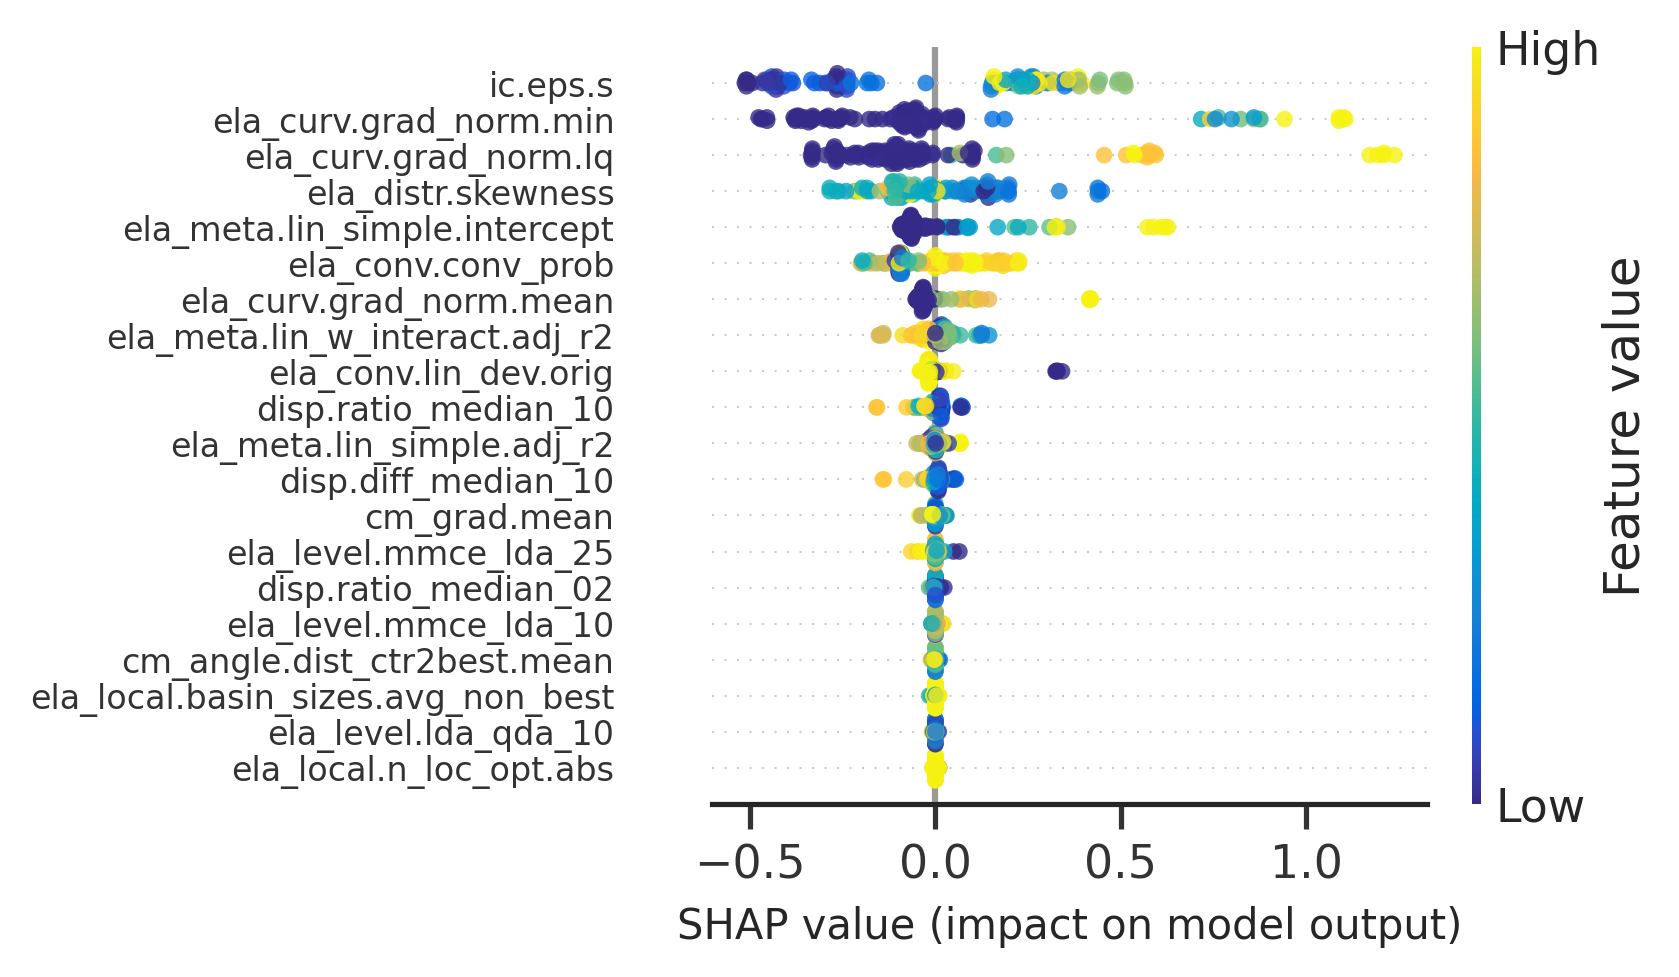 High
ic.eps.s
ela_curv.grad_norm.min
ela_curv.grad_norm.lq
ela_distr.skewness
ela_meta.lin_simple.intercept
ela_conv.conv_prob
ela_curv.grad_norm.mean
ela_meta.lin_w_interact.adj_r2
ela_conv.lin_dev.orig
disp.ratio_median_10
ela_meta.lin_simple.adj_r2
disp.diff_median_10
cm_grad.mean
ela_level.mmce_lda_25
disp.ratio_median_02
ela_level.mmce_lda_10
cm_angle.dist_ctr2best.mean
ela_local.basin_sizes.avg_non_best
ela_level.lda_qda_10
ela_local.n_loc_opt.abs
Feature value
Low
−0.5 0.0 0.5 1.0
SHAP value (impact on model output)